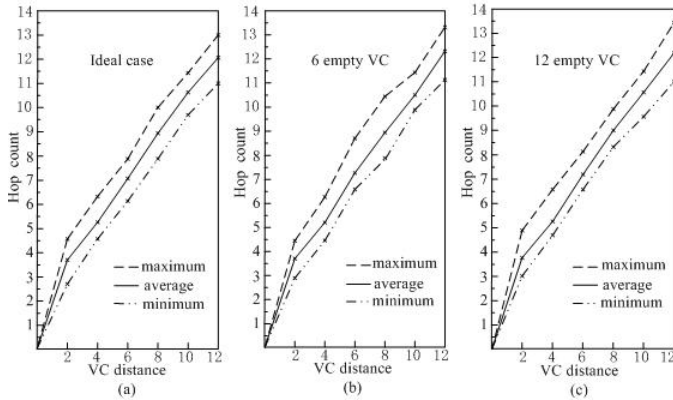 14
13
12
11
10
9
8
7
6
5
4
3
2
1
Hop count
Ideal case
maximum
average
minimum
2 4 6 8 10 12
VC distance
(a)
14
13
12
11
10
9
8
7
6
5
4
3
2
1
Hop count
6 empty VC
maximum
average
minimum
2 4 6 8 10 12
VC distance
(b)
14
13
12
11
10
9
8
7
6
5
4
3
2
1
Hop count
12 empty VC
maximum
average
minimum
2 4 6 8 10 12
VC distance
(c)